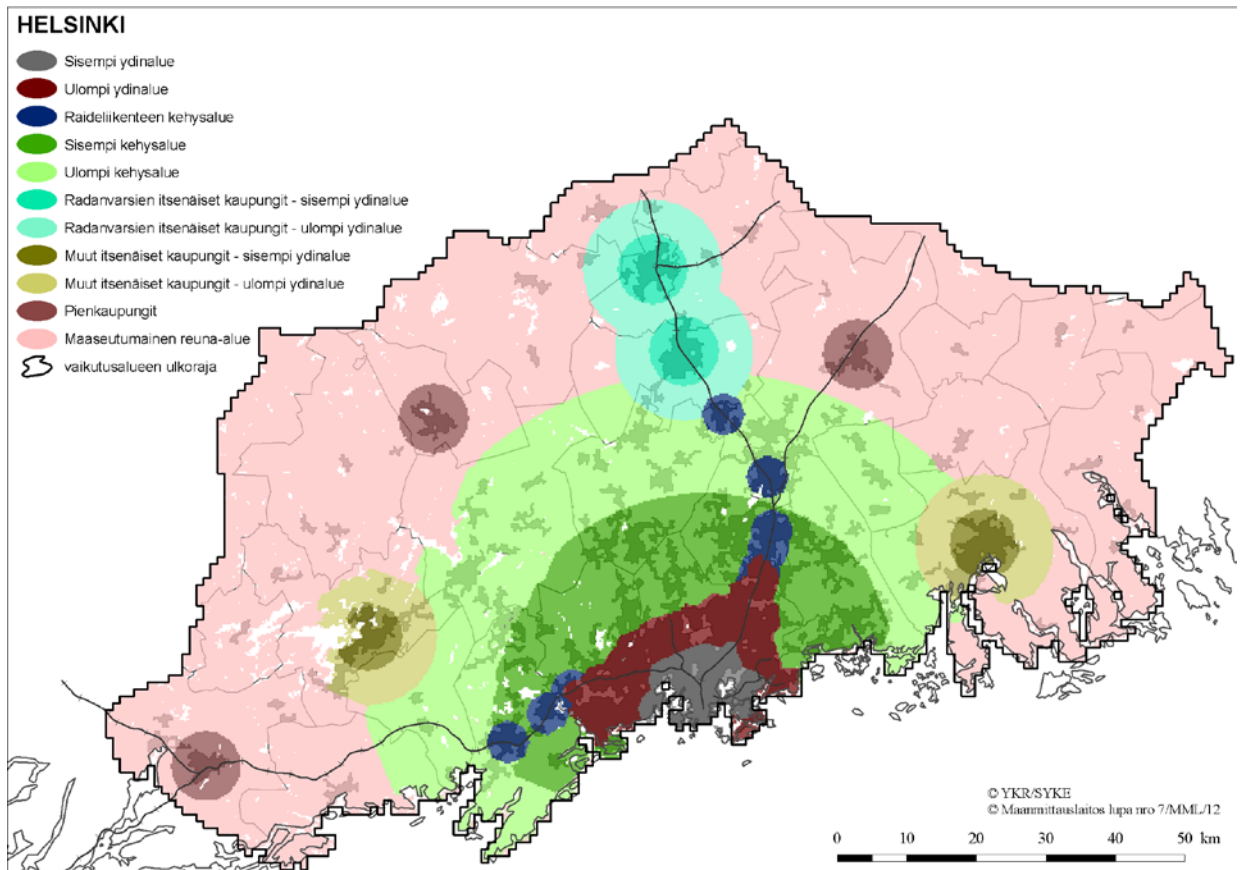 HELSINKI
Sisempi ydinalue
Ulompi ydinalue
Raideliikenteen kehysalue
Sisempi kehysalue
Ulompi kehysalue
Radanvarsien itsenäiset kaupungit - sisempi ydinalue
Radanvarsien itsenäiset kaupungit - ulompi ydinalue
Muut itsenäiset kaupungit - sisempi ydinalue
Muut itsenäiset kaupungit - ulompi ydinalue
Pienkaupungit
Maaseutumainen reuna-alue
vaikutusalueen ulkoraja
© YKR/SYKE
© Maanmittauslaitos lupa nro 7/MML/12
0 10 20 30 40 50 km